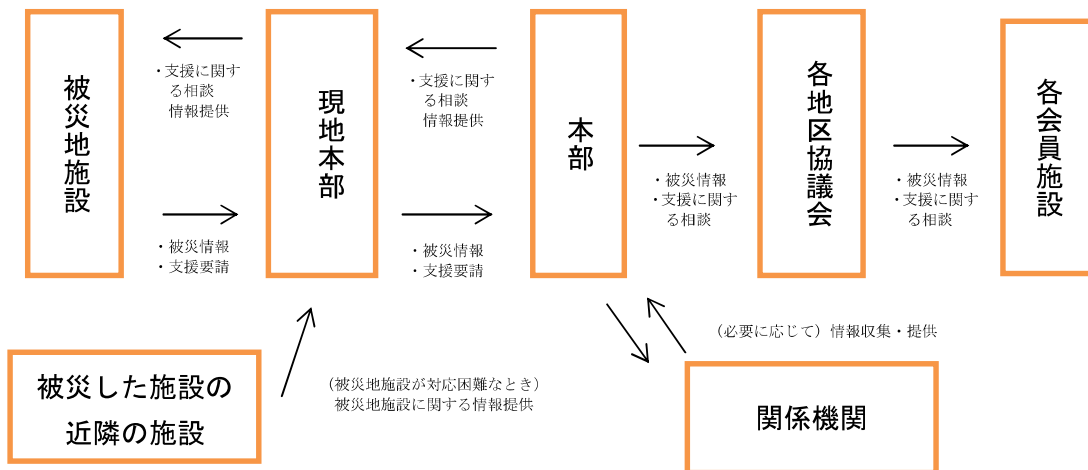 被災地施設
・支援に関す
る相談
情報提供
・被災情報
・支援要請
現地本部
・支援に関す
る相談
情報提供
・被災情報
・支援要請
本部
・被災情報
・支援に関す
る相談
各地区協議会
・被災情報
・支援に関す
る相談
各会員施設
被災した施設の
近隣の施設
(被災地施設が対応困難なとき)
被災地施設に関する情報提供
(必要に応じて) 情報収集・提供
関係機関